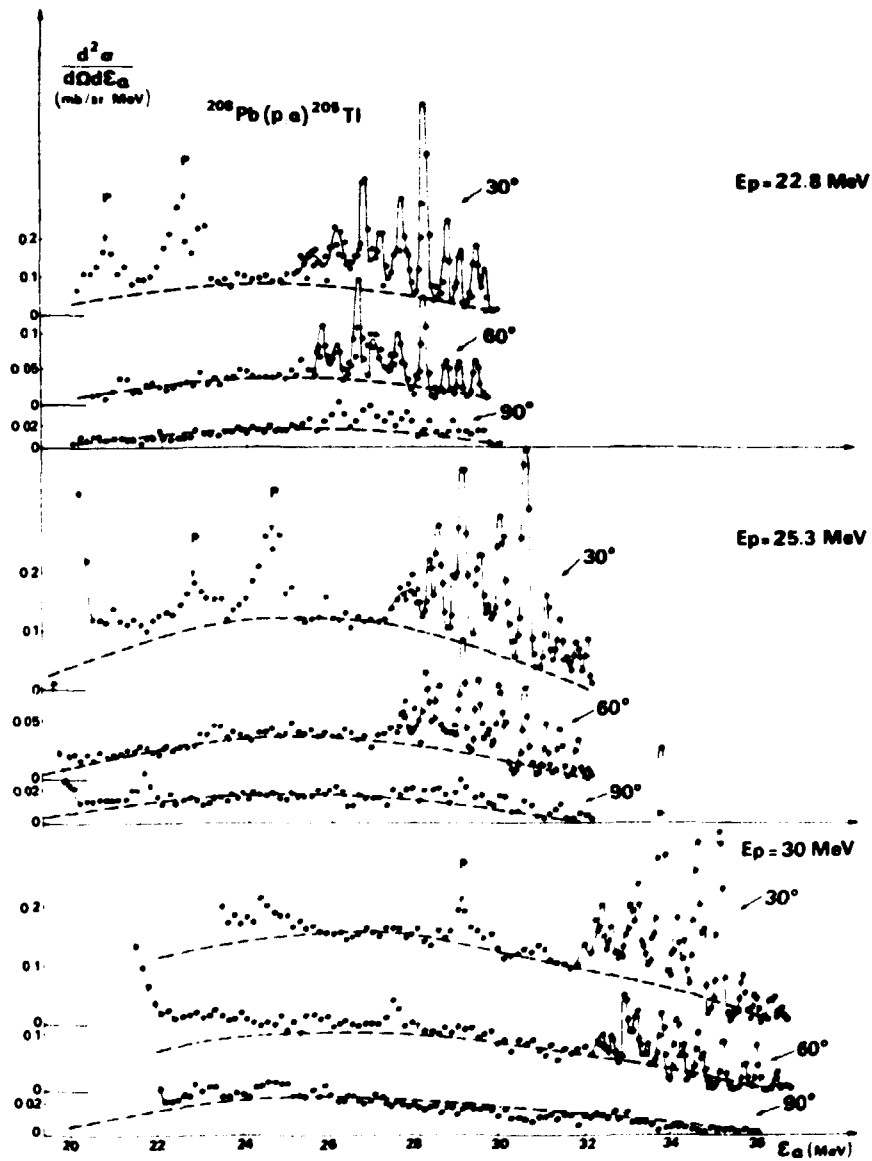 d²σ
dΩdεα
(mb/sr MeV)
²⁰⁸Pb(p α)²⁰⁵Tl
Ep = 22.8 MeV
P
P
30°
0.2
0.1
0
60°
0.1
0.05
0
90°
0.02
0
Ep = 25.3 MeV
P
P
30°
0.2
0.1
0
60°
0.05
0
90°
0.02
0
Ep = 30 MeV
P
30°
0.2
0.1
0
60°
0.1
0
90°
0.02
0
20 22 24 26 28 30 32 34 36
εα (MeV)